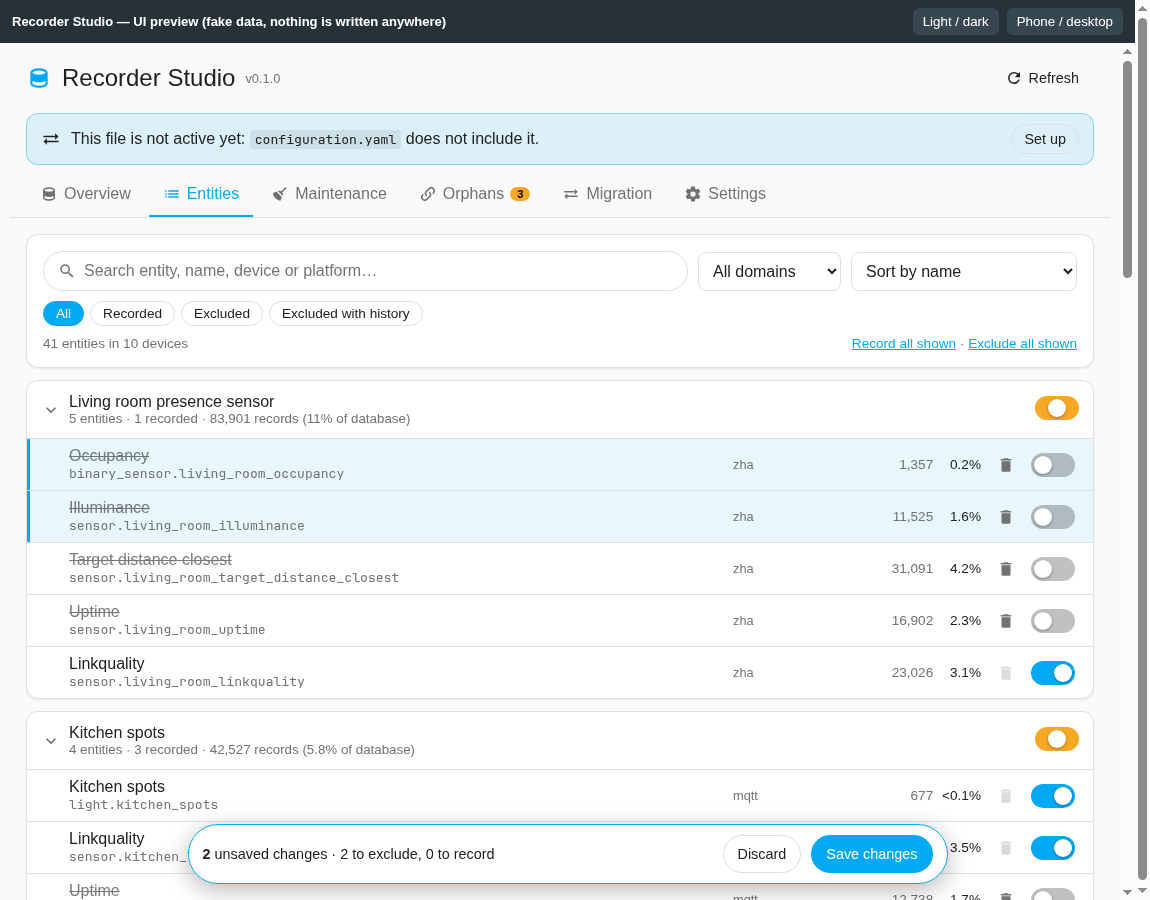 Recorder Studio — UI preview (fake data, nothing is written anywhere)
Light / dark
Phone / desktop
Recorder Studio v0.1.0
Refresh
This file is not active yet: configuration.yaml does not include it.
Set up
Overview
Entities
Maintenance
Orphans 3
Migration
Settings
Search entity, name, device or platform…
All domains
Sort by name
All
Recorded
Excluded
Excluded with history
41 entities in 10 devices
Record all shown · Exclude all shown
Living room presence sensor
5 entities · 1 recorded · 83,901 records (11% of database)
Occupancy
binary_sensor.living_room_occupancy
zha
1,357
0.2%
Illuminance
sensor.living_room_illuminance
zha
11,525
1.6%
Target distance closest
sensor.living_room_target_distance_closest
zha
31,091
4.2%
Uptime
sensor.living_room_uptime
zha
16,902
2.3%
Linkquality
sensor.living_room_linkquality
zha
23,026
3.1%
Kitchen spots
4 entities · 3 recorded · 42,527 records (5.8% of database)
Kitchen spots
light.kitchen_spots
mqtt
677
<0.1%
Linkquality
sensor.kitchen_
3.5%
2 unsaved changes · 2 to exclude, 0 to record
Discard
Save changes
Uptime
mqtt
12,738
1.7%